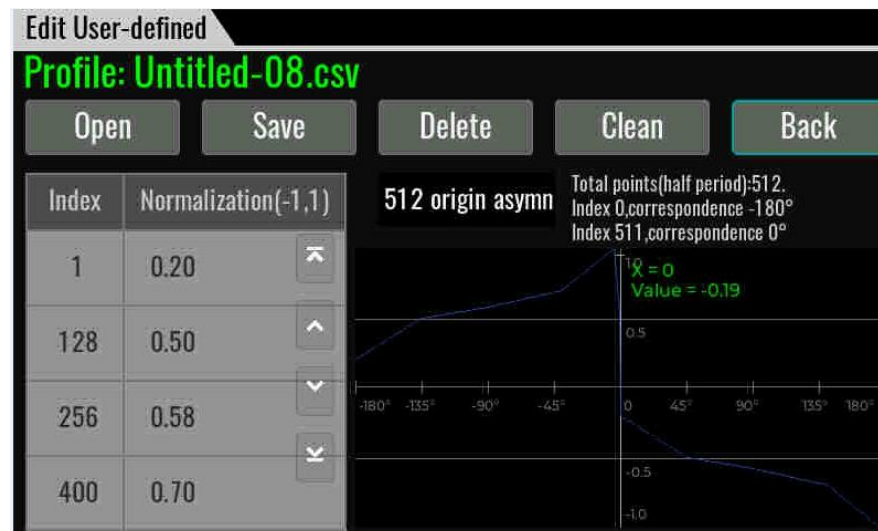 Edit User-defined
Profile: Untitled-08.csv
Open Save Delete Clean Back
Index Normalization(-1,1)
1 0.20
128 0.50
256 0.58
400 0.70
512 origin asymn
Total points(half period):512.
Index 0,correspondence -180°
Index 511,correspondence 0°
1.0
X = 0
Value = -0.19
0.5
-180° -135° -90° -45° 0 45° 90° 135° 180°
-0.5
-1.0